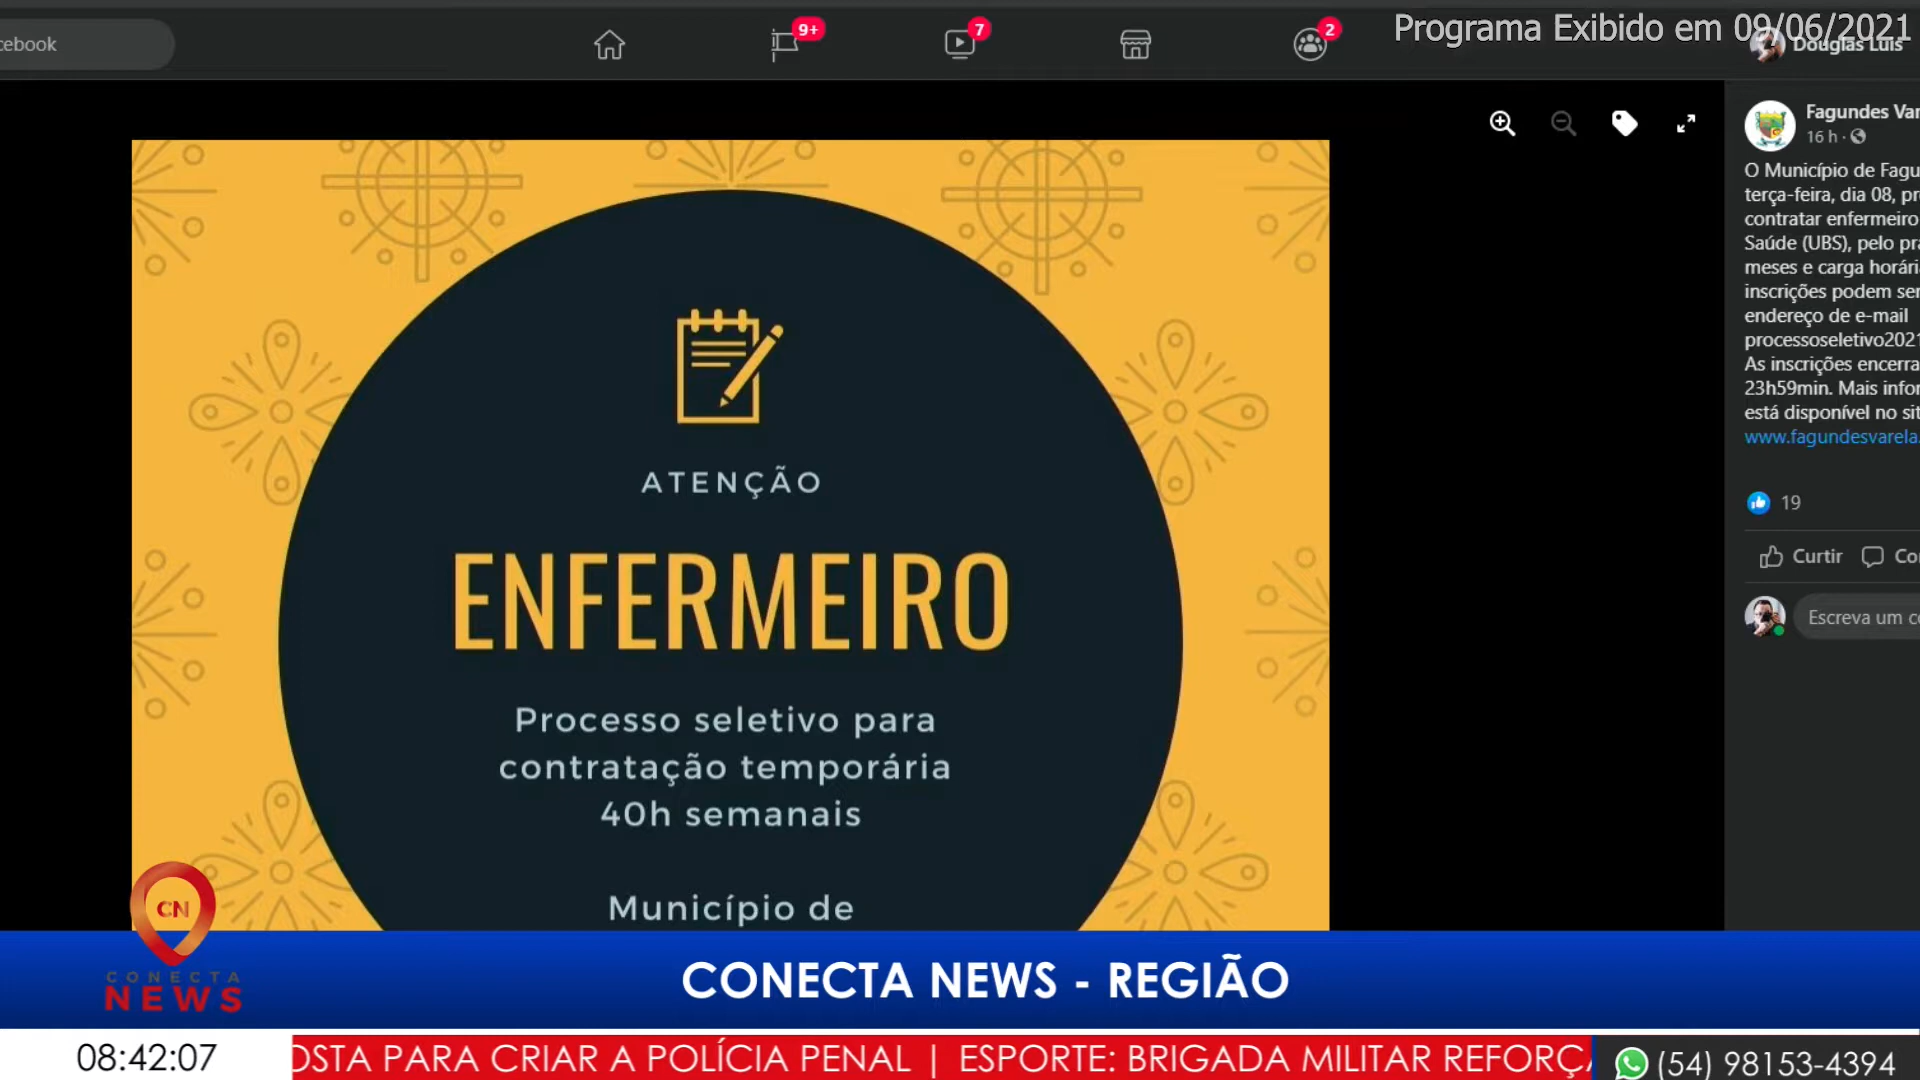 cebook
9+
7
2
Programa Exibido em 09/06/2021
Douglas Luis
Fagundes Var
16 h ·
O Município de Fagu
terça-feira, dia 08, pr
contratar enfermeiro
Saúde (UBS), pelo pra
meses e carga horári
inscrições podem ser
endereço de e-mail
processoseletivo2021
As inscrições encerra
23h59min. Mais infor
está disponível no sit
www.fagundesvarela.
19
Curtir
Co
Escreva um co
ATENÇÃO
ENFERMEIRO
Processo seletivo para
contratação temporária
40h semanais
Município de
CN
CONECTA
NEWS
CONECTA NEWS - REGIÃO
08:42:07
OSTA PARA CRIAR A POLÍCIA PENAL | ESPORTE: BRIGADA MILITAR REFORÇA
(54) 98153-4394